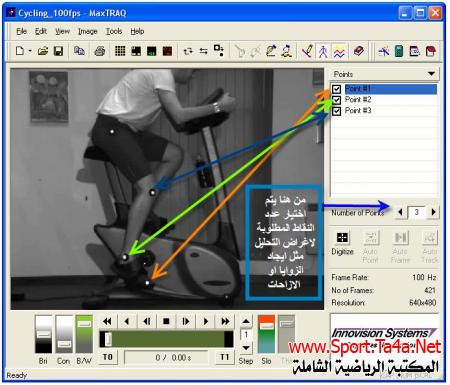 Cycling_100fps - MaxTRAQ
File Edit View Image Tools Help
Points
Point #1
Point #2
Point #3
من هنا يتم
اختيار عدد
النقاط المطلوبة
لاغراض التحليل
مثل ايجاد
الزوايا او
الازاحات
Number of Points 3
Digitize Auto Point Auto Frame Auto Track
Frame Rate: 100 Hz
No of Frames: 421
Resolution: 640x480
Innovision Systems
T0 0 / 0.00 s T1
1
Bri Con B/W Step Slo
www.Sport.Ta4a.Net
المكتبة الرياضية الشاملة
Ready